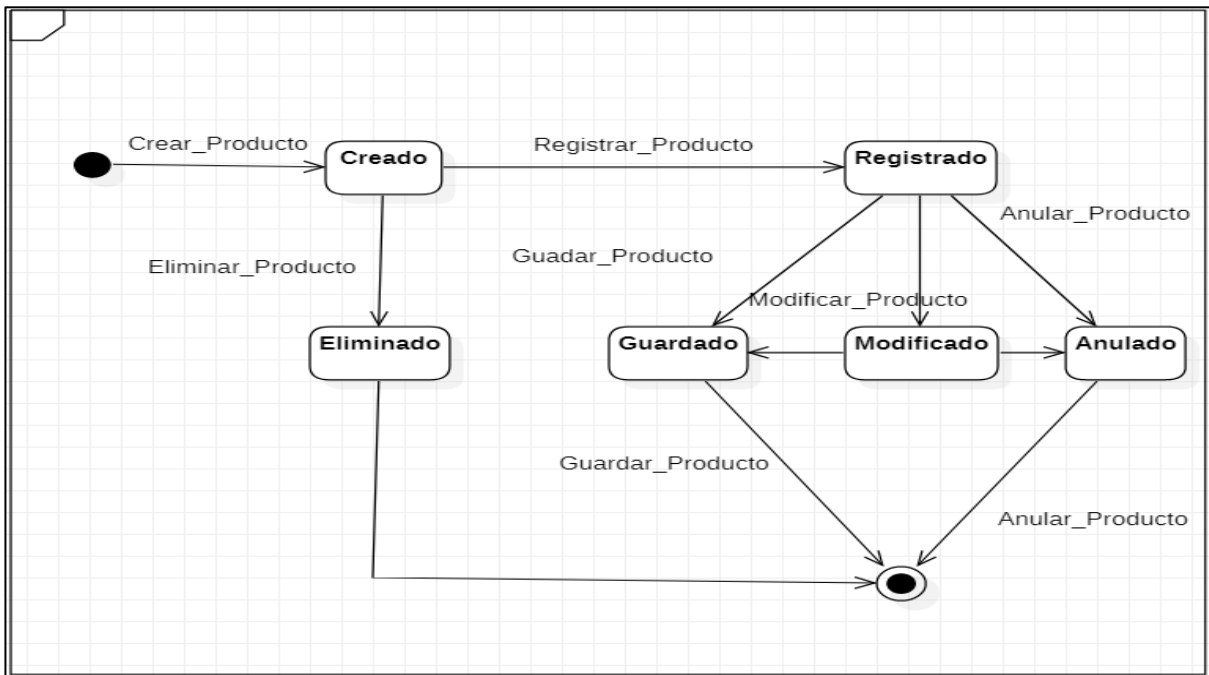 Crear_Producto
Registrar_Producto
Creado
Registrado
Anular_Producto
Guadar_Producto
Eliminar_Producto
Modificar_Producto
Eliminado
Guardado
Modificado
Anulado
Guardar_Producto
Anular_Producto